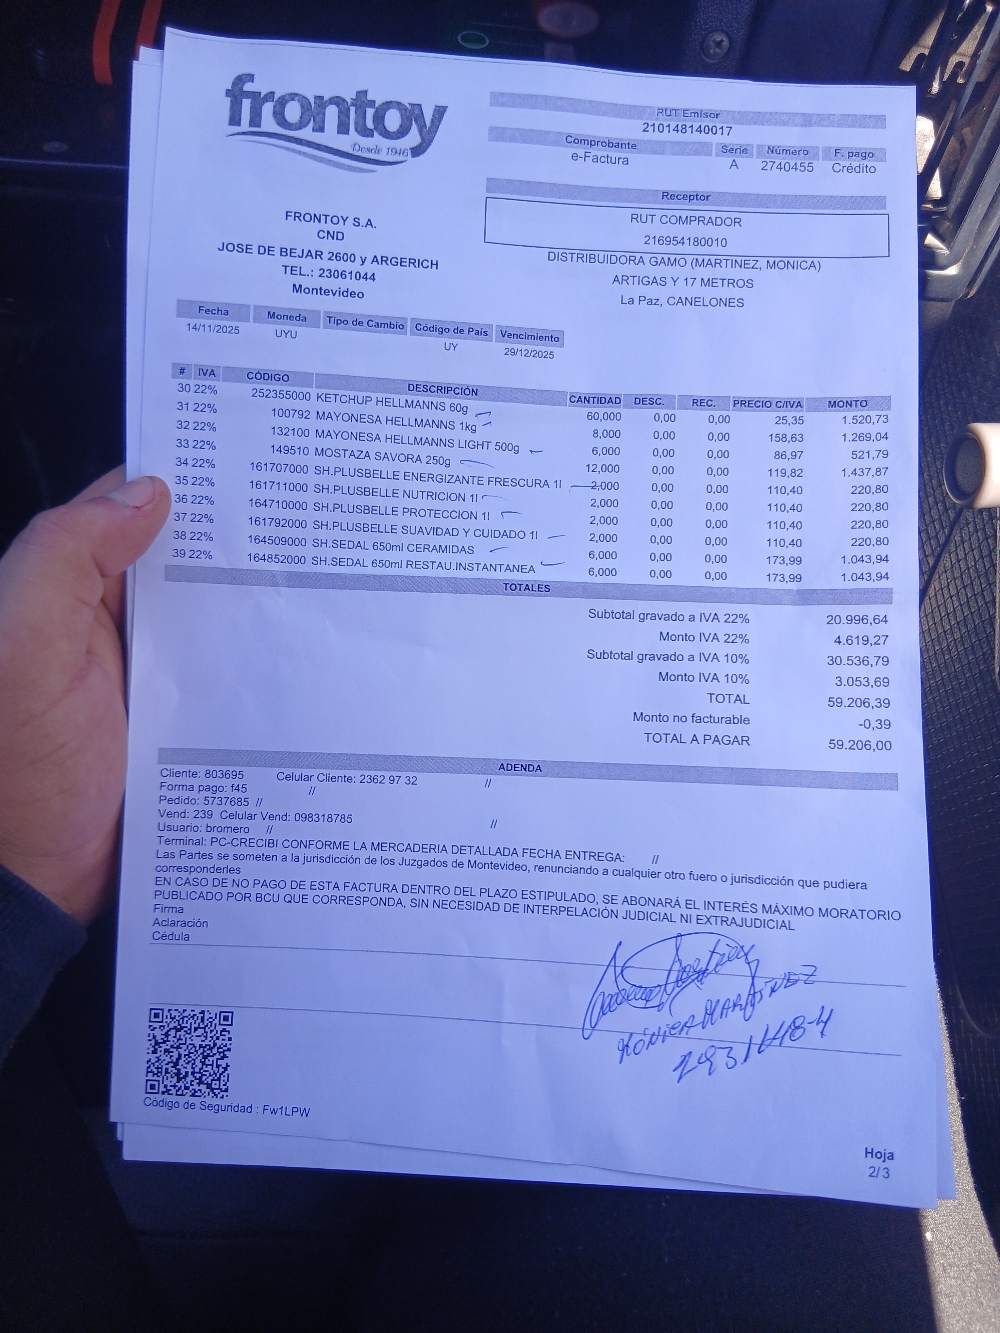 frontoy
Desde 1946
RUT Emisor
210148140017
Comprobante Serie Número F. pago
e-Factura A 2740455 Crédito
Receptor
RUT COMPRADOR
216954180010
DISTRIBUIDORA GAMO (MARTINEZ, MONICA)
ARTIGAS Y 17 METROS
La Paz, CANELONES
FRONTOY S.A.
CND
JOSE DE BEJAR 2600 y ARGERICH
TEL.: 23061044
Montevideo
Fecha Moneda Tipo de Cambio Código de País Vencimiento
14/11/2025 UYU UY 29/12/2025
# IVA CÓDIGO DESCRIPCIÓN CANTIDAD DESC. REC. PRECIO C/IVA MONTO
30 22% 252355000 KETCHUP HELLMANNS 60g 60,000 0,00 0,00 25,35 1.520,73
31 22% 100792 MAYONESA HELLMANNS 1kg 8,000 0,00 0,00 158,63 1.269,04
32 22% 132100 MAYONESA HELLMANNS LIGHT 500g 6,000 0,00 0,00 86,97 521,79
33 22% 149510 MOSTAZA SAVORA 250g 12,000 0,00 0,00 119,82 1.437,87
34 22% 161707000 SH.PLUSBELLE ENERGIZANTE FRESCURA 1l 2,000 0,00 0,00 110,40 220,80
35 22% 161711000 SH.PLUSBELLE NUTRICION 1l 2,000 0,00 0,00 110,40 220,80
36 22% 164710000 SH.PLUSBELLE PROTECCION 1l 2,000 0,00 0,00 110,40 220,80
37 22% 161792000 SH.PLUSBELLE SUAVIDAD Y CUIDADO 1l 2,000 0,00 0,00 110,40 220,80
38 22% 164509000 SH.SEDAL 650ml CERAMIDAS 6,000 0,00 0,00 173,99 1.043,94
39 22% 164852000 SH.SEDAL 650ml RESTAU.INSTANTANEA 6,000 0,00 0,00 173,99 1.043,94
TOTALES
Subtotal gravado a IVA 22% 20.996,64
Monto IVA 22% 4.619,27
Subtotal gravado a IVA 10% 30.536,79
Monto IVA 10% 3.053,69
TOTAL 59.206,39
Monto no facturable -0,39
TOTAL A PAGAR 59.206,00
ADENDA
Cliente: 803695 Celular Cliente: 2362 97 32 //
Forma pago: f45 //
Pedido: 5737685 //
Vend: 239 Celular Vend: 098318785 //
Usuario: bromero //
Terminal: PC-CRECIBI CONFORME LA MERCADERIA DETALLADA FECHA ENTREGA: //
Las Partes se someten a la jurisdicción de los Juzgados de Montevideo, renunciando a cualquier otro fuero o jurisdicción que pudiera
corresponderles
EN CASO DE NO PAGO DE ESTA FACTURA DENTRO DEL PLAZO ESTIPULADO, SE ABONARÁ EL INTERÉS MÁXIMO MORATORIO
PUBLICADO POR BCU QUE CORRESPONDA, SIN NECESIDAD DE INTERPELACIÓN JUDICIAL NI EXTRAJUDICIAL
Firma
Aclaración
Cédula
MÓNICA MARTÍNEZ
Código de Seguridad : Fw1LPW
Hoja
2/3